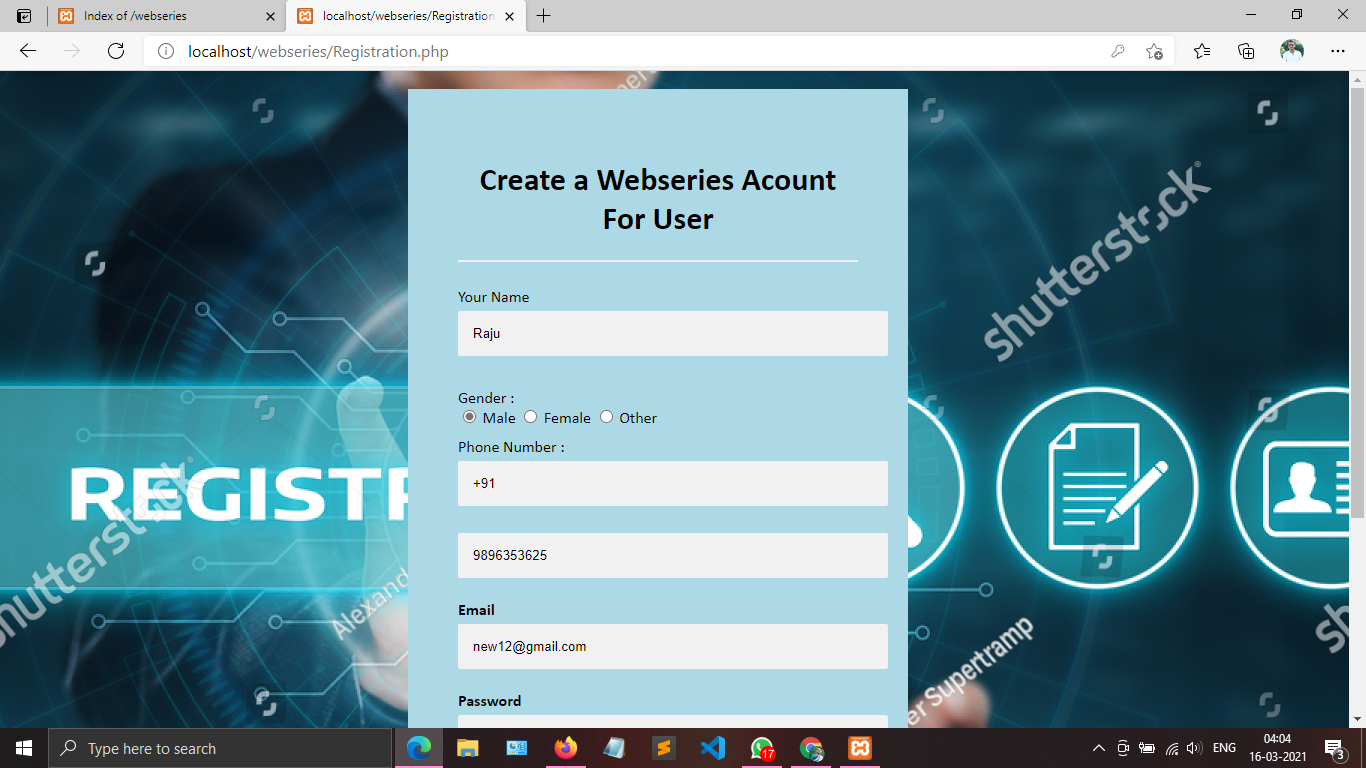 Index of /webseries
localhost/webseries/Registration
localhost/webseries/Registration.php
shutterstock
Create a Webseries Acount
For User
Your Name
Raju
Gender :
Male Female Other
Phone Number :
+91
REGISTR
9896353625
shutterstock
Alexand
Email
new12@gmail.com
er Supertramp
Password
Type here to search
17
ENG
04:04
16-03-2021
3